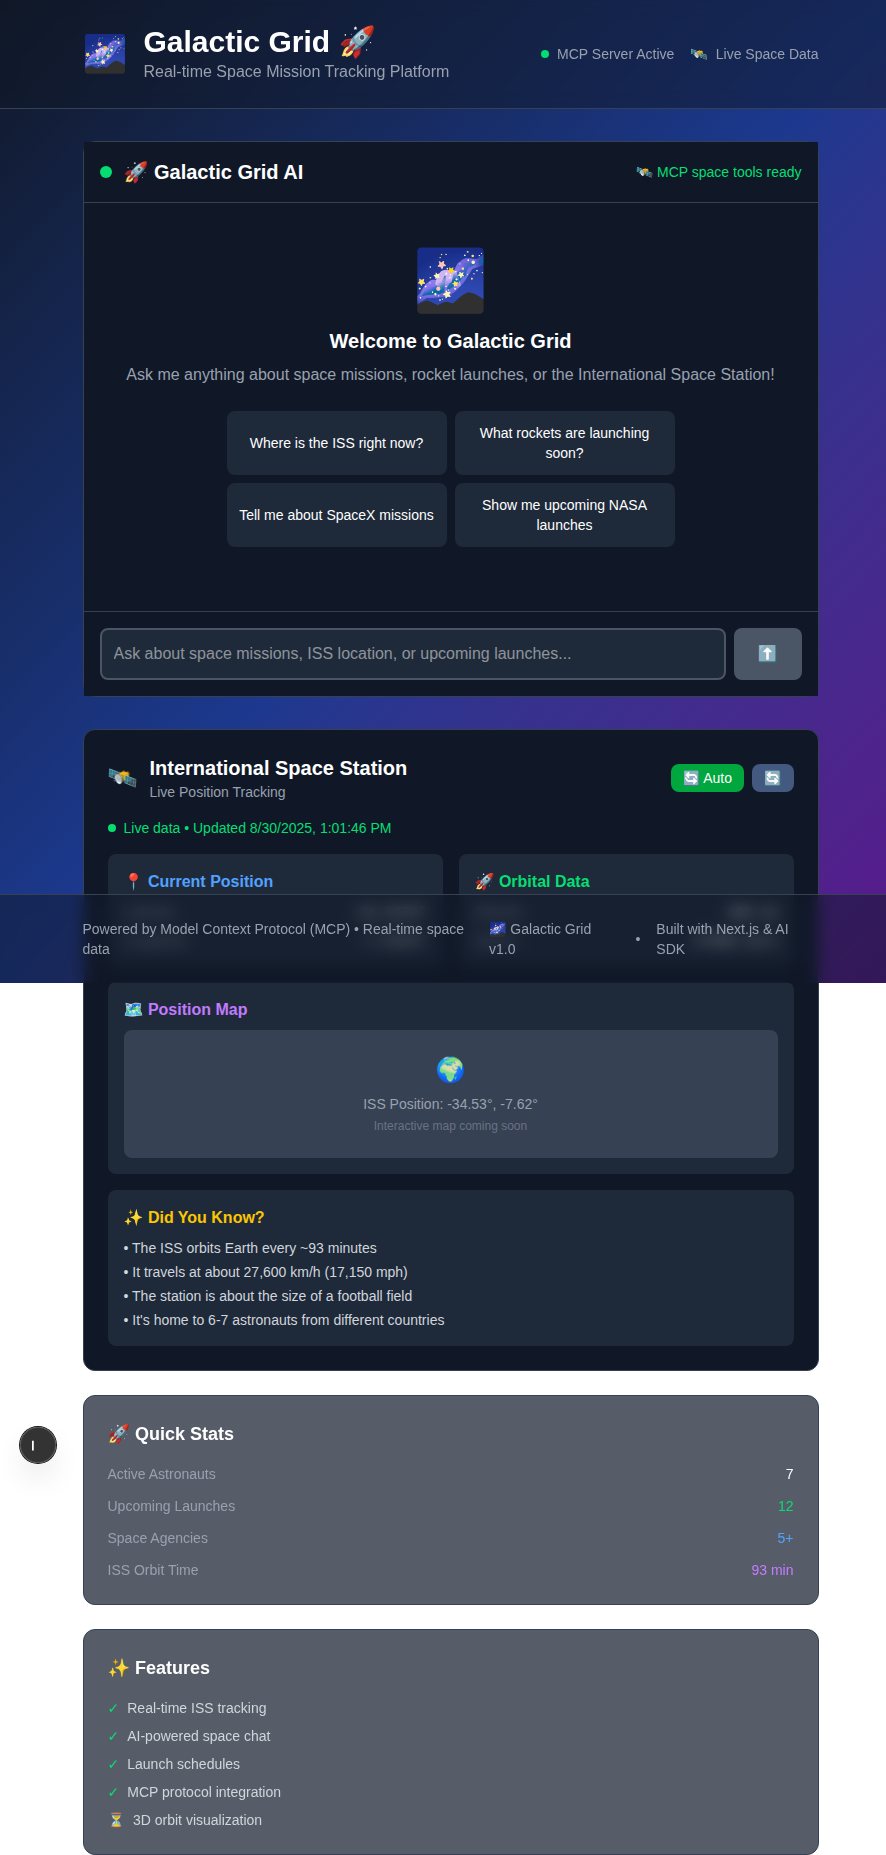 Galactic Grid 🚀
Real-time Space Mission Tracking Platform
MCP Server Active
🛰️ Live Space Data
🚀 Galactic Grid AI
🛰️ MCP space tools ready
Welcome to Galactic Grid
Ask me anything about space missions, rocket launches, or the International Space Station!
Where is the ISS right now?
What rockets are launching
soon?
Tell me about SpaceX missions
Show me upcoming NASA
launches
Ask about space missions, ISS location, or upcoming launches...
International Space Station
Live Position Tracking
🔄 Auto
Live data • Updated 8/30/2025, 1:01:46 PM
📍 Current Position
🚀 Orbital Data
Powered by Model Context Protocol (MCP) • Real-time space
data
🌌 Galactic Grid
v1.0
•
Built with Next.js & AI
SDK
🗺️ Position Map
ISS Position: -34.53°, -7.62°
Interactive map coming soon
✨ Did You Know?
• The ISS orbits Earth every ~93 minutes
• It travels at about 27,600 km/h (17,150 mph)
• The station is about the size of a football field
• It's home to 6-7 astronauts from different countries
🚀 Quick Stats
Active Astronauts 7
Upcoming Launches 12
Space Agencies 5+
ISS Orbit Time 93 min
✨ Features
✓ Real-time ISS tracking
✓ AI-powered space chat
✓ Launch schedules
✓ MCP protocol integration
⏳ 3D orbit visualization